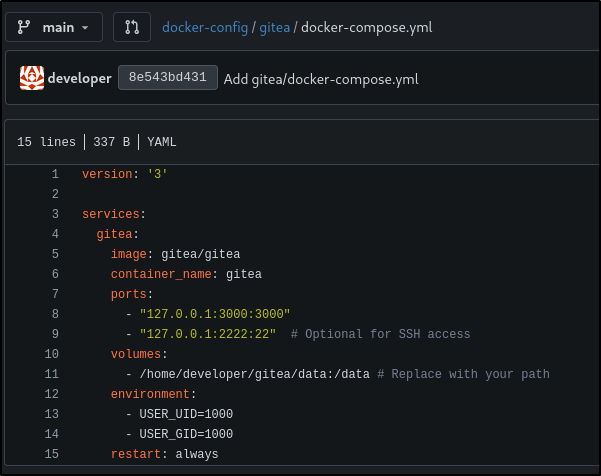 main docker-config / gitea / docker-compose.yml
developer 8e543bd431 Add gitea/docker-compose.yml
15 lines | 337 B | YAML
1 version: '3'
2
3 services:
4   gitea:
5     image: gitea/gitea
6     container_name: gitea
7     ports:
8       - "127.0.0.1:3000:3000"
9       - "127.0.0.1:2222:22"  # Optional for SSH access
10     volumes:
11       - /home/developer/gitea/data:/data # Replace with your path
12     environment:
13       - USER_UID=1000
14       - USER_GID=1000
15     restart: always